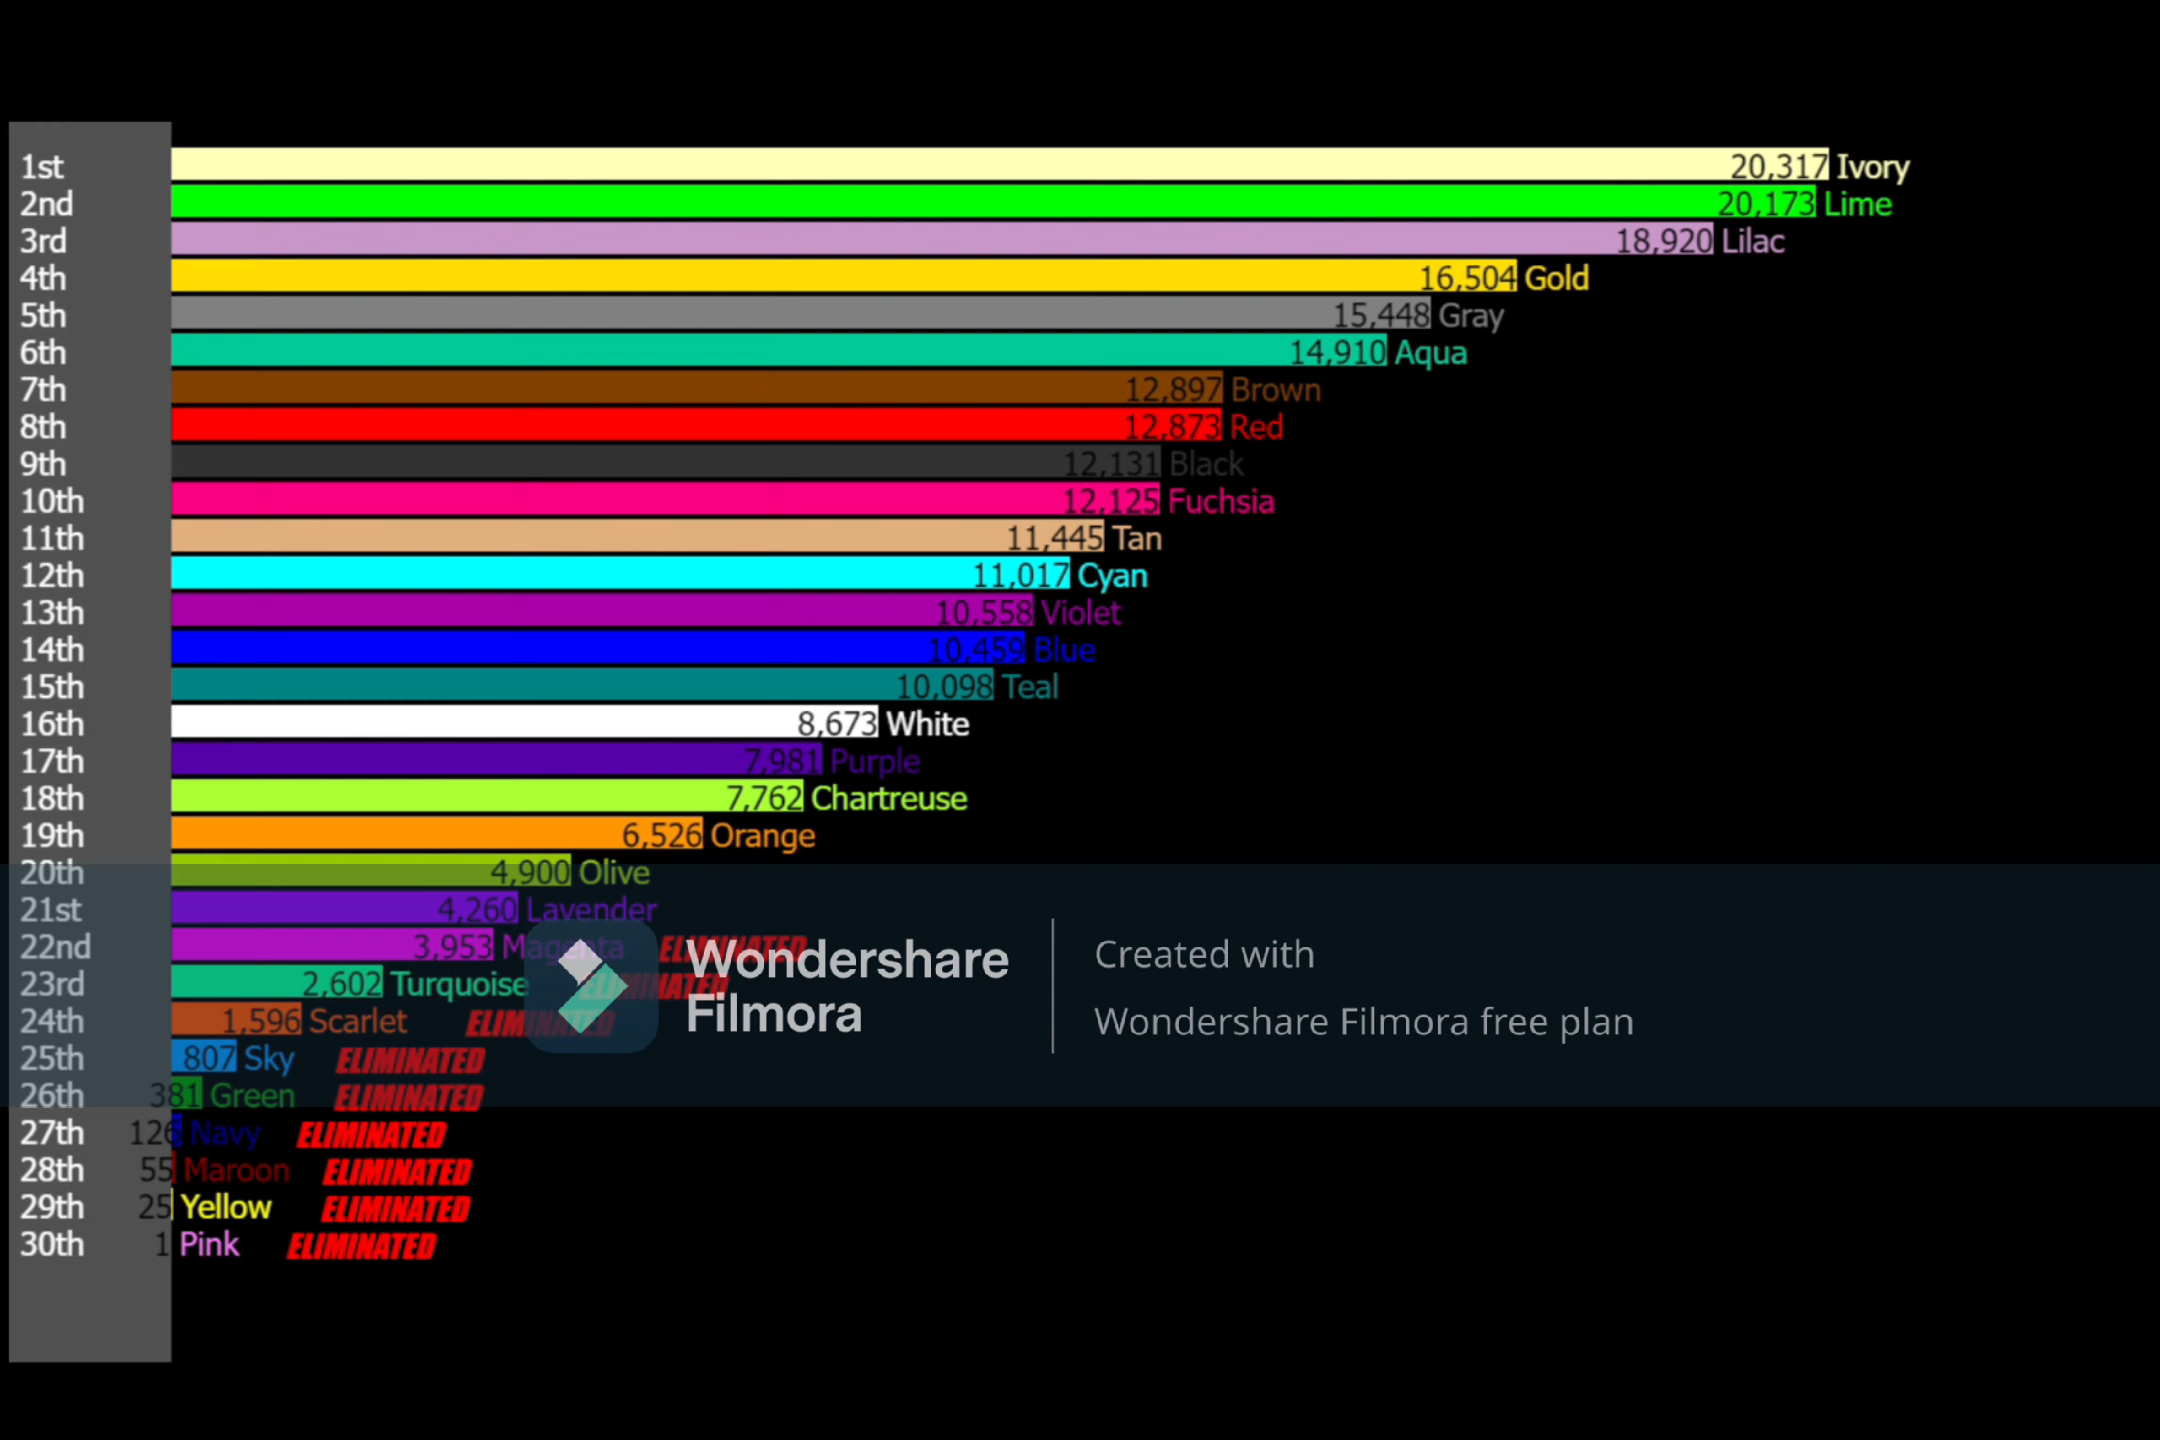 1st 20,317 Ivory
2nd 20,173 Lime
3rd 18,920 Lilac
4th 16,504 Gold
5th 15,448 Gray
6th 14,910 Aqua
7th 12,897 Brown
8th 12,873 Red
9th 12,131 Black
10th 12,125 Fuchsia
11th 11,445 Tan
12th 11,017 Cyan
13th 10,558 Violet
14th 10,459 Blue
15th 10,098 Teal
16th 8,673 White
17th 7,981 Purple
18th 7,762 Chartreuse
19th 6,526 Orange
20th 4,900 Olive
21st 4,260 Lavender
22nd 3,953 Magenta ELIMINATED
23rd 2,602 Turquoise ELIMINATED
24th 1,596 Scarlet ELIMINATED
25th 807 Sky ELIMINATED
26th 381 Green ELIMINATED
27th 126 Navy ELIMINATED
28th 55 Maroon ELIMINATED
29th 25 Yellow ELIMINATED
30th 1 Pink ELIMINATED
Wondershare
Filmora
Created with
Wondershare Filmora free plan